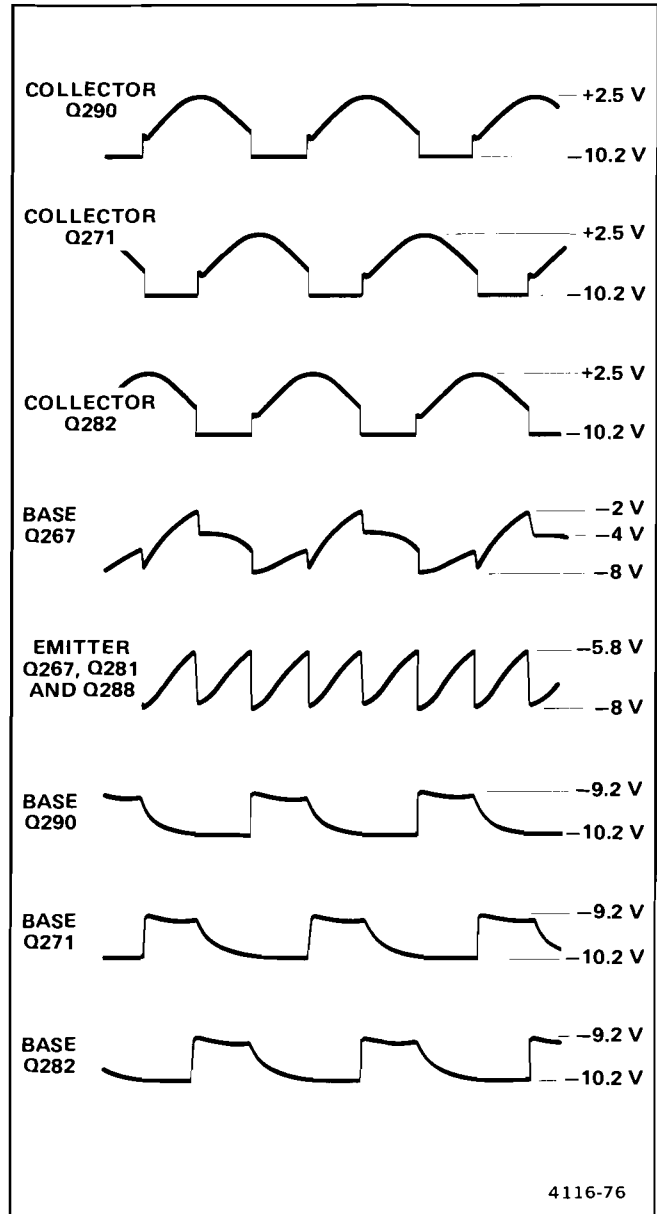 COLLECTOR
Q290
+2.5 V
−10.2 V
COLLECTOR
Q271
+2.5 V
−10.2 V
COLLECTOR
Q282
+2.5 V
−10.2 V
BASE
Q267
−2 V
−4 V
−8 V
EMITTER
Q267, Q281
AND Q288
−5.8 V
−8 V
BASE
Q290
−9.2 V
−10.2 V
BASE
Q271
−9.2 V
−10.2 V
BASE
Q282
−9.2 V
−10.2 V
4116-76